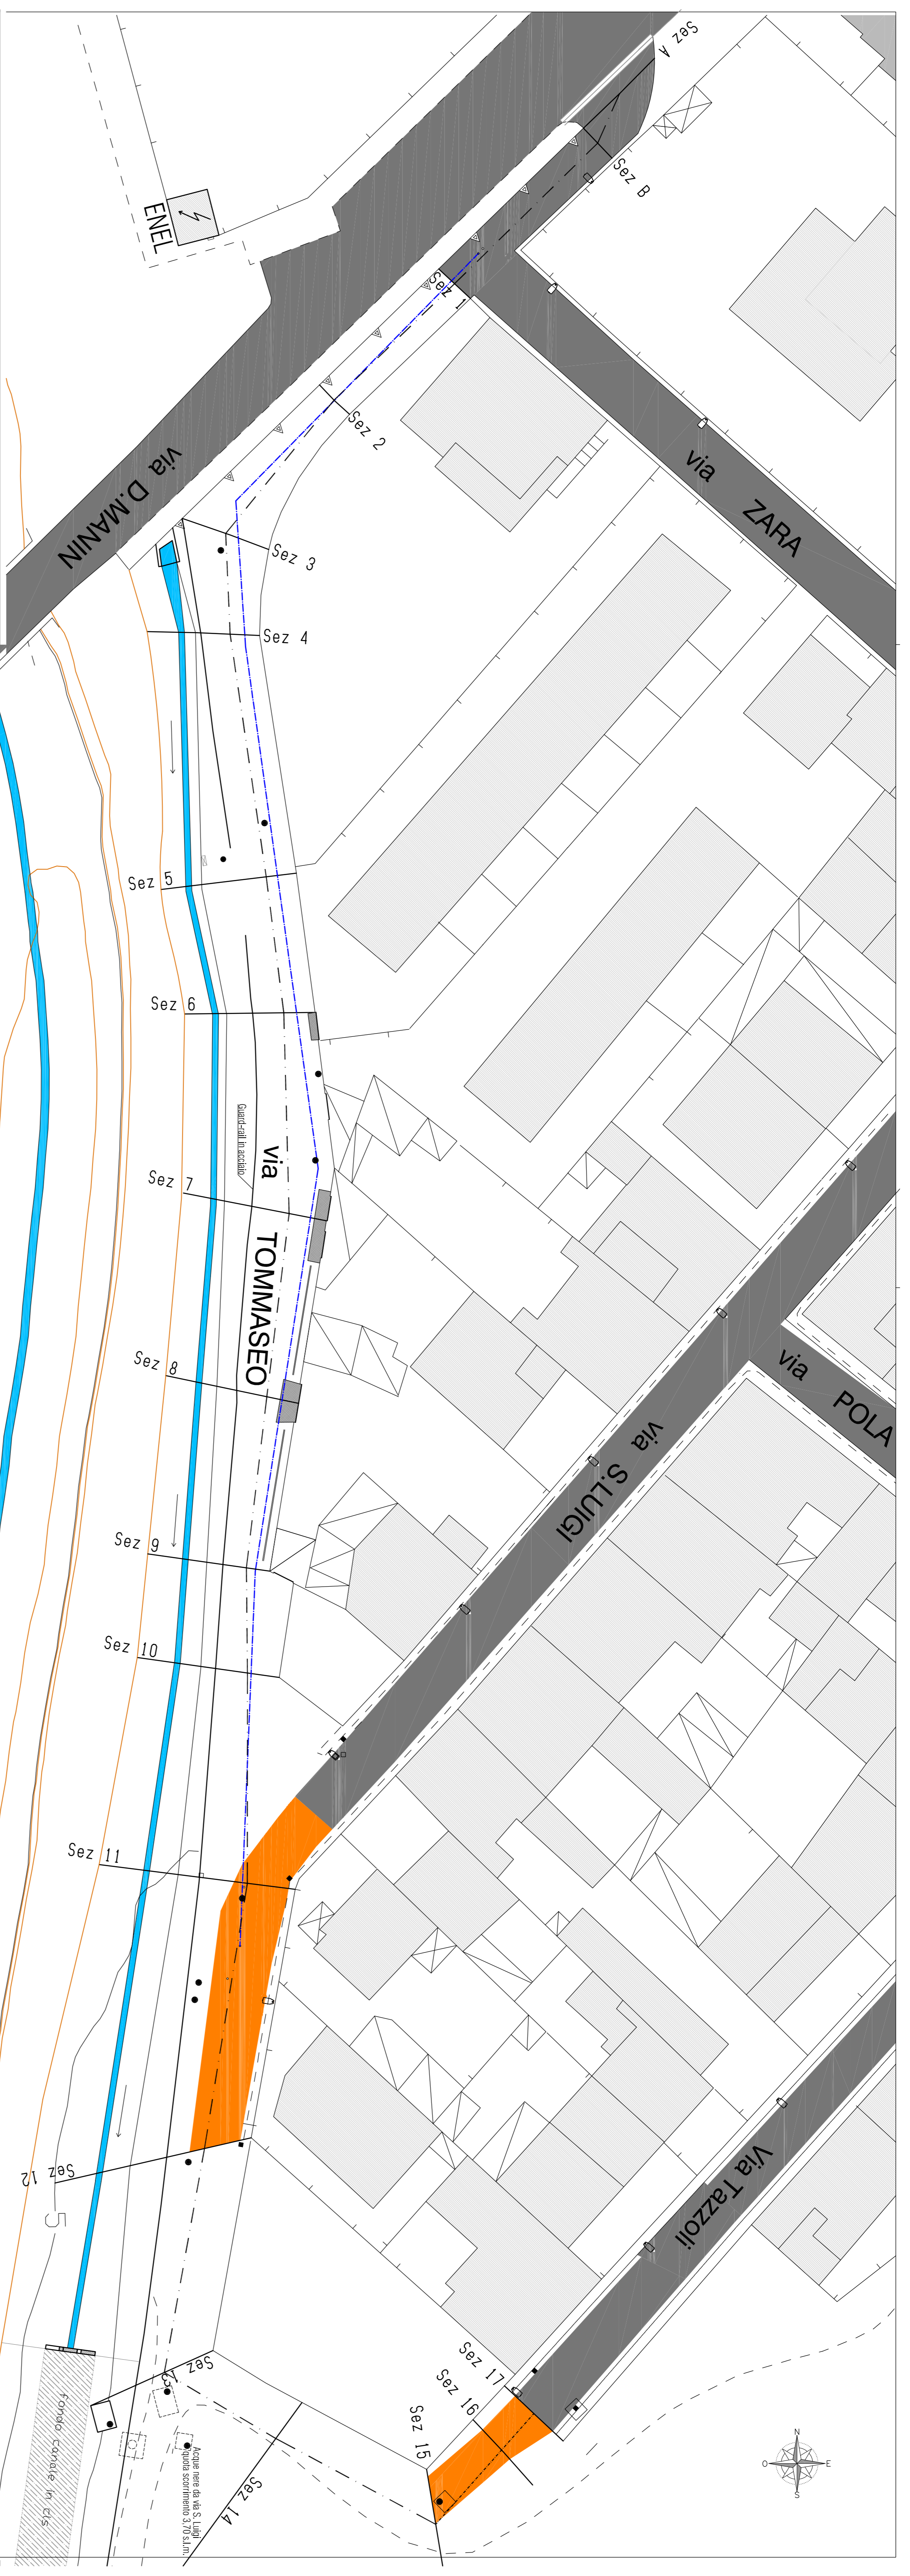 Sez A
Sez B
ENEL
Sez 1
Sez 2
via D.MANIN
via ZARA
Sez 3
Sez 4
Sez 5
Sez 6
Guard-rail in acciaio
via TOMMASEO
Sez 7
Sez 8
via POLA
via S.LUIGI
Sez 9
Sez 10
Sez 11
Sez 12
5
Via Tazzoli
Sez 17
Sez 16
Sez 15
Sez 14
fondo canale in cls
Acque nere da via S. Luigi
quota scorrimento 3.70 s.l.m.
N
O
E
S